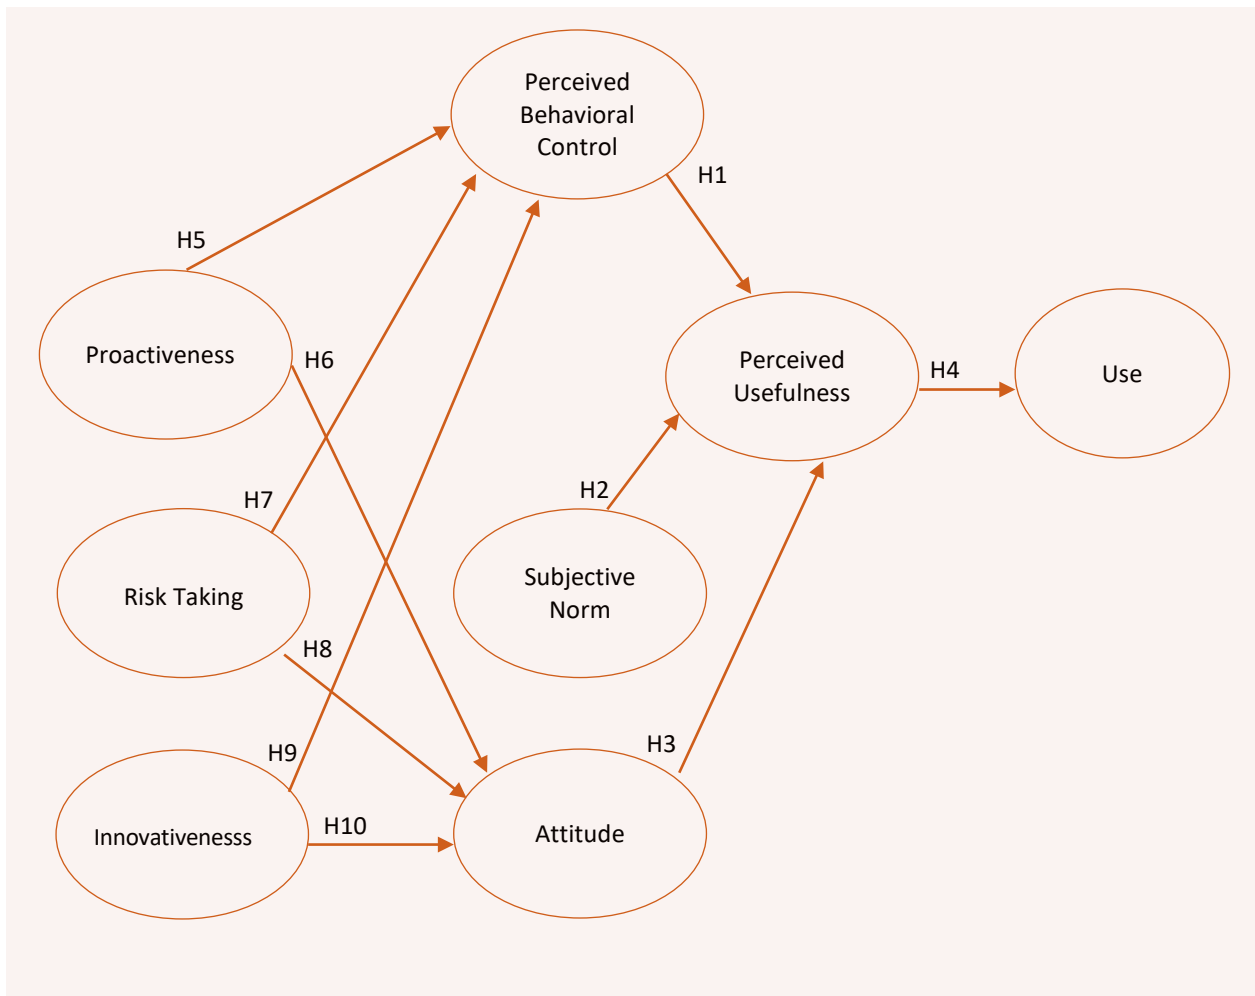 Perceived
Behavioral
Control
H1
H5
Proactiveness
H6
Perceived
Usefulness
H4
Use
H7
H2
Risk Taking
Subjective
Norm
H8
H9
H3
Innovativenesss
H10
Attitude